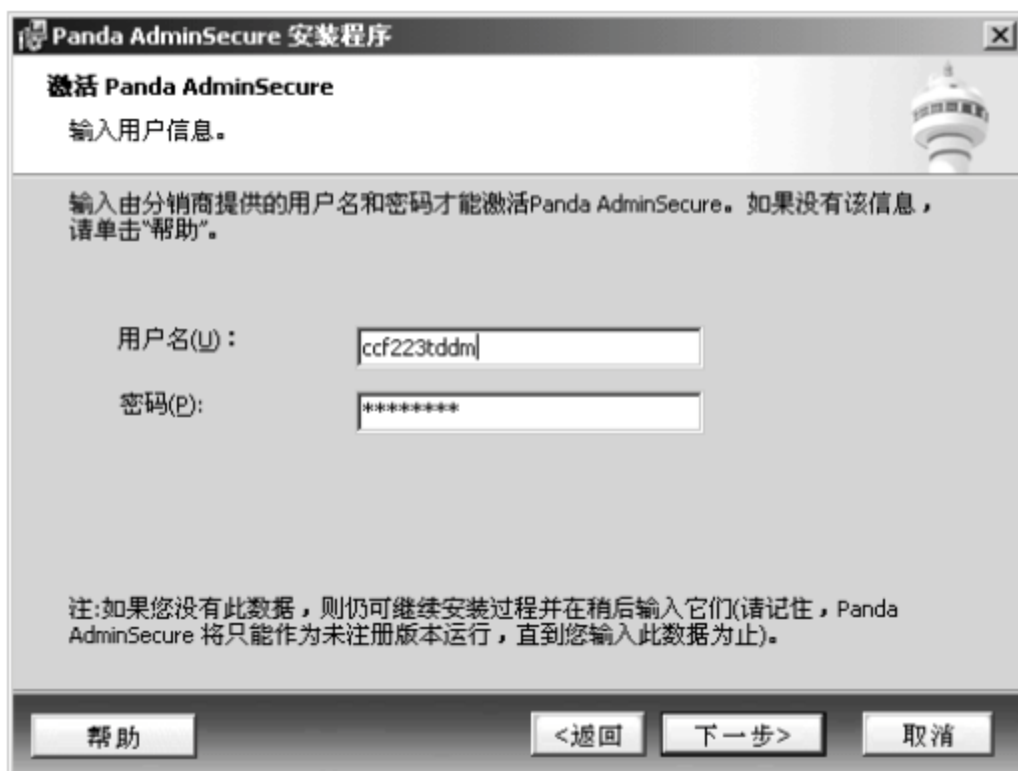 Panda AdminSecure 安装程序
激活 Panda AdminSecure
输入用户信息。
输入由分销商提供的用户名和密码才能激活Panda AdminSecure。如果没有该信息，
请单击“帮助”。
用户名(U)：
ccf223tddm
密码(P):
********
注:如果您没有此数据，则仍可继续安装过程并在稍后输入它们(请记住，Panda
AdminSecure 将只能作为未注册版本运行，直到您输入此数据为止)。
帮助 <返回 下一步> 取消